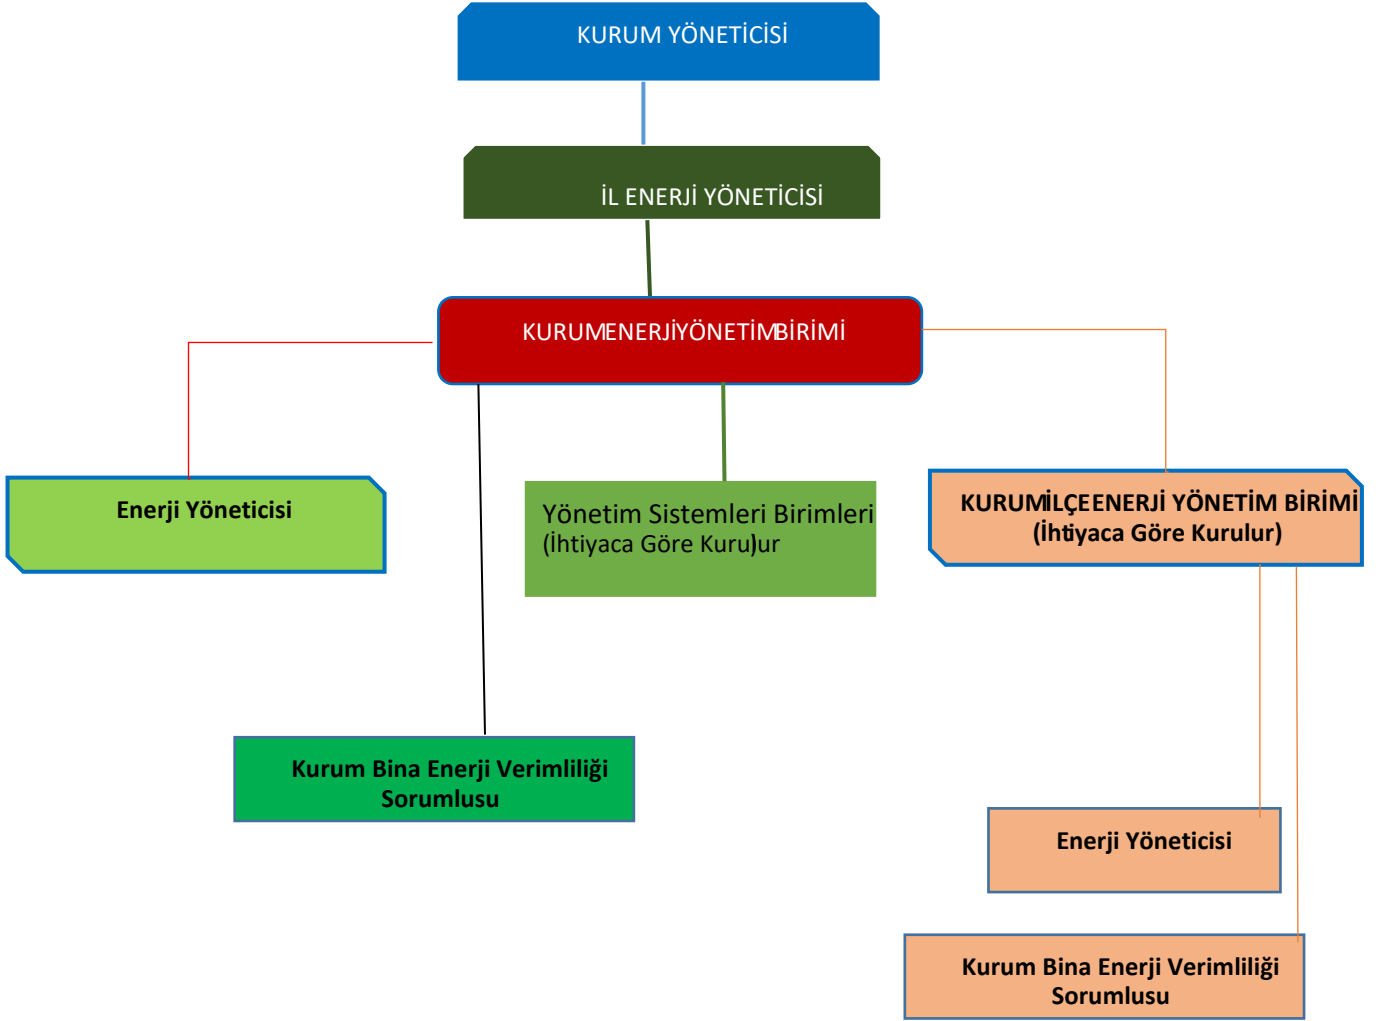 KURUM YÖNETİCİSİ
İL ENERJİ YÖNETİCİSİ
KURUMENERJİYÖNETİMBİRİMİ
Enerji Yöneticisi
Yönetim Sistemleri Birimleri
(İhtiyaca Göre Kurulur)
KURUMİLÇEENERJİ YÖNETİM BİRİMİ
(İhtiyaca Göre Kurulur)
Kurum Bina Enerji Verimliliği
Sorumlusu
Enerji Yöneticisi
Kurum Bina Enerji Verimliliği
Sorumlusu